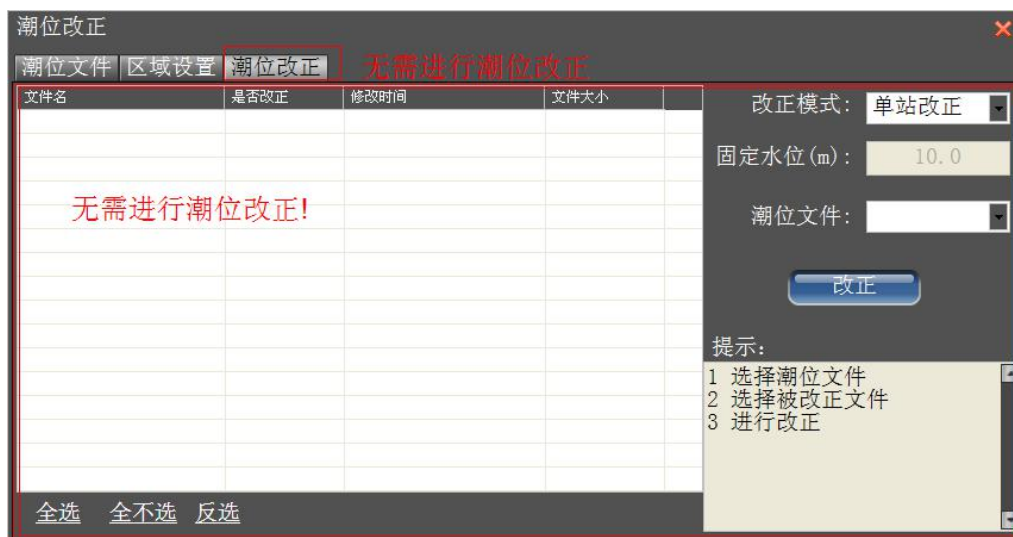 潮位改正
潮位文件 区域设置 潮位改正 无需进行潮位改正
文件名 是否改正 修改时间 文件大小
改正模式: 单站改正
固定水位(m): 10.0
无需进行潮位改正!
潮位文件:
改正
提示:
1 选择潮位文件
2 选择被改正文件
3 进行改正
全选 全不选 反选